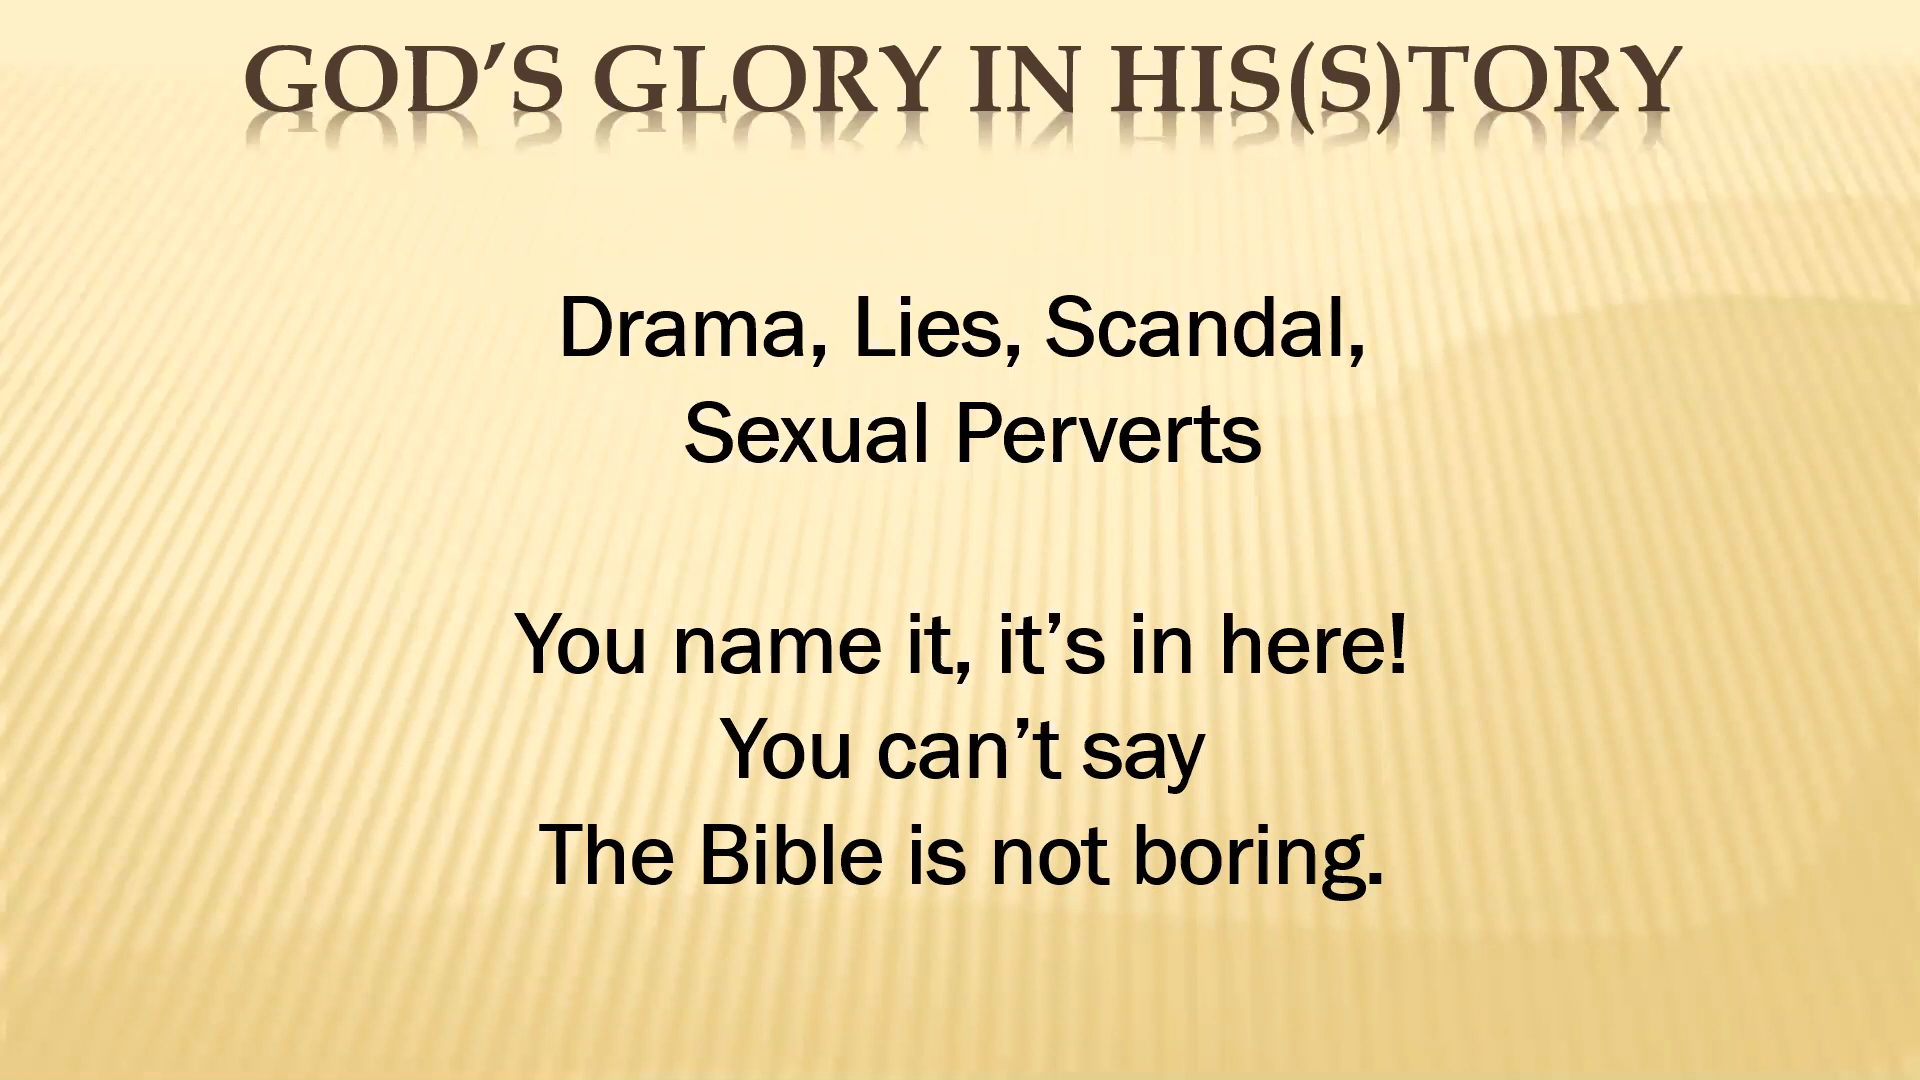 GOD’S GLORY IN HIS(S)TORY
Drama, Lies, Scandal,
Sexual Perverts
You name it, it’s in here!
You can’t say
The Bible is not boring.